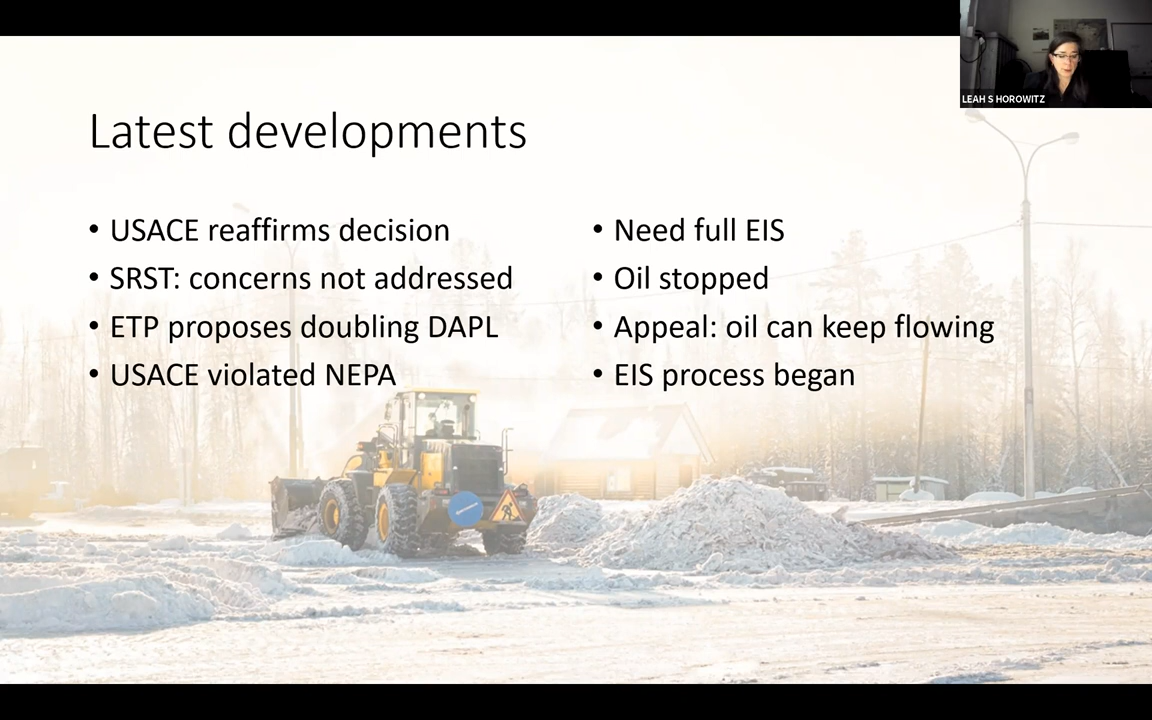 LEAH S HOROWITZ
Latest developments
• USACE reaffirms decision
• SRST: concerns not addressed
• ETP proposes doubling DAPL
• USACE violated NEPA
• Need full EIS
• Oil stopped
• Appeal: oil can keep flowing
• EIS process began